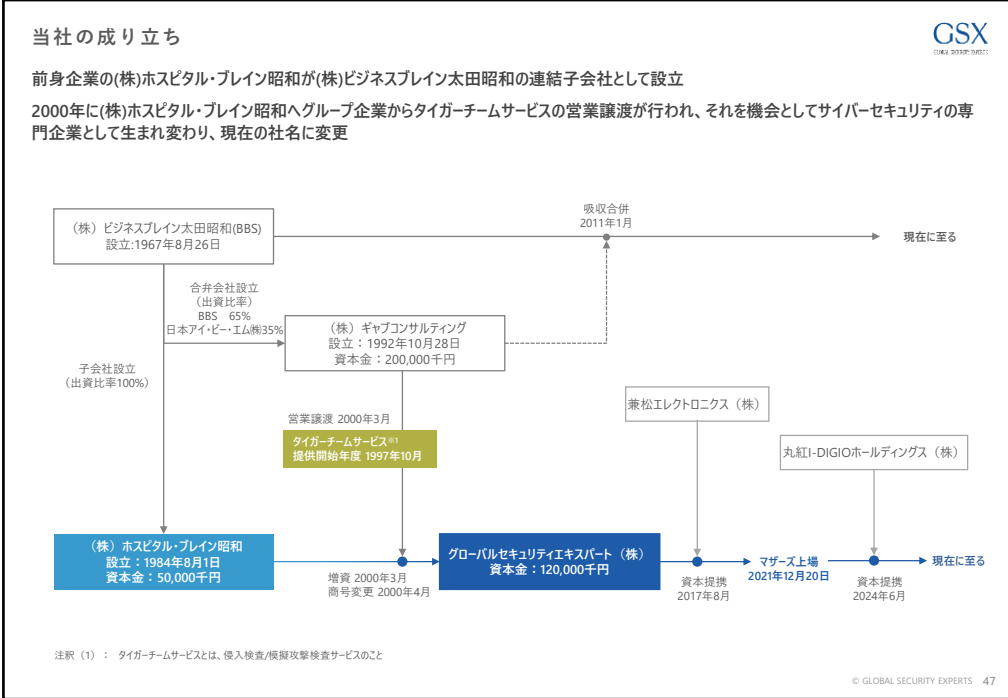 当社の成り立ち
GSX
GLOBAL SECURITY EXPERTS
前身企業の(株)ホスピタル・ブレイン昭和が(株)ビジネスブレイン太田昭和の連結子会社として設立
2000年に(株)ホスピタル・ブレイン昭和へグループ企業からタイガーチームサービスの営業譲渡が行われ、それを機会としてサイバーセキュリティの専
門企業として生まれ変わり、現在の社名に変更
吸収合併
2011年1月
（株）ビジネスブレイン太田昭和(BBS)
設立:1967年8月26日
現在に至る
合弁会社設立
（出資比率）
BBS 65%
日本アイ・ビー・エム㈱35%
（株）ギャブコンサルティング
設立：1992年10月28日
資本金：200,000千円
子会社設立
（出資比率100%）
兼松エレクトロニクス（株）
営業譲渡 2000年3月
タイガーチームサービス※1
提供開始年度 1997年10月
丸紅I-DIGIOホールディングス（株）
（株）ホスピタル・ブレイン昭和
設立：1984年8月1日
資本金：50,000千円
増資 2000年3月
商号変更 2000年4月
グローバルセキュリティエキスパート（株）
資本金：120,000千円
資本提携
2017年8月
マザーズ上場
2021年12月20日
資本提携
2024年6月
現在に至る
注釈（1）： タイガーチームサービスとは、侵入検査/模擬攻撃検査サービスのこと
© GLOBAL SECURITY EXPERTS 47